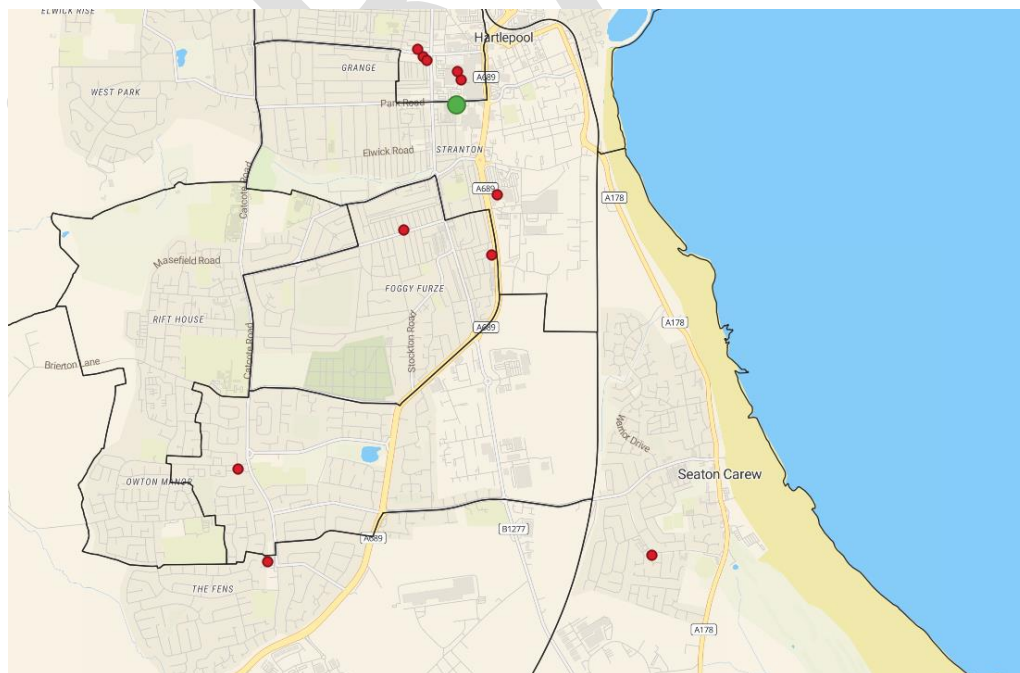 ELWICK RISE
Hartlepool
GRANGE
A689
WEST PARK
Park Road
Elwick Road
STRANTON
Catcote Road
A689
A178
Masefield Road
FOGGY FURZE
RIFT HOUSE
A178
A689
Stockton Road
Catcote Road
Brierton Lane
Warrior Drive
Seaton Carew
OWTON MANOR
B1277
A689
THE FENS
A178